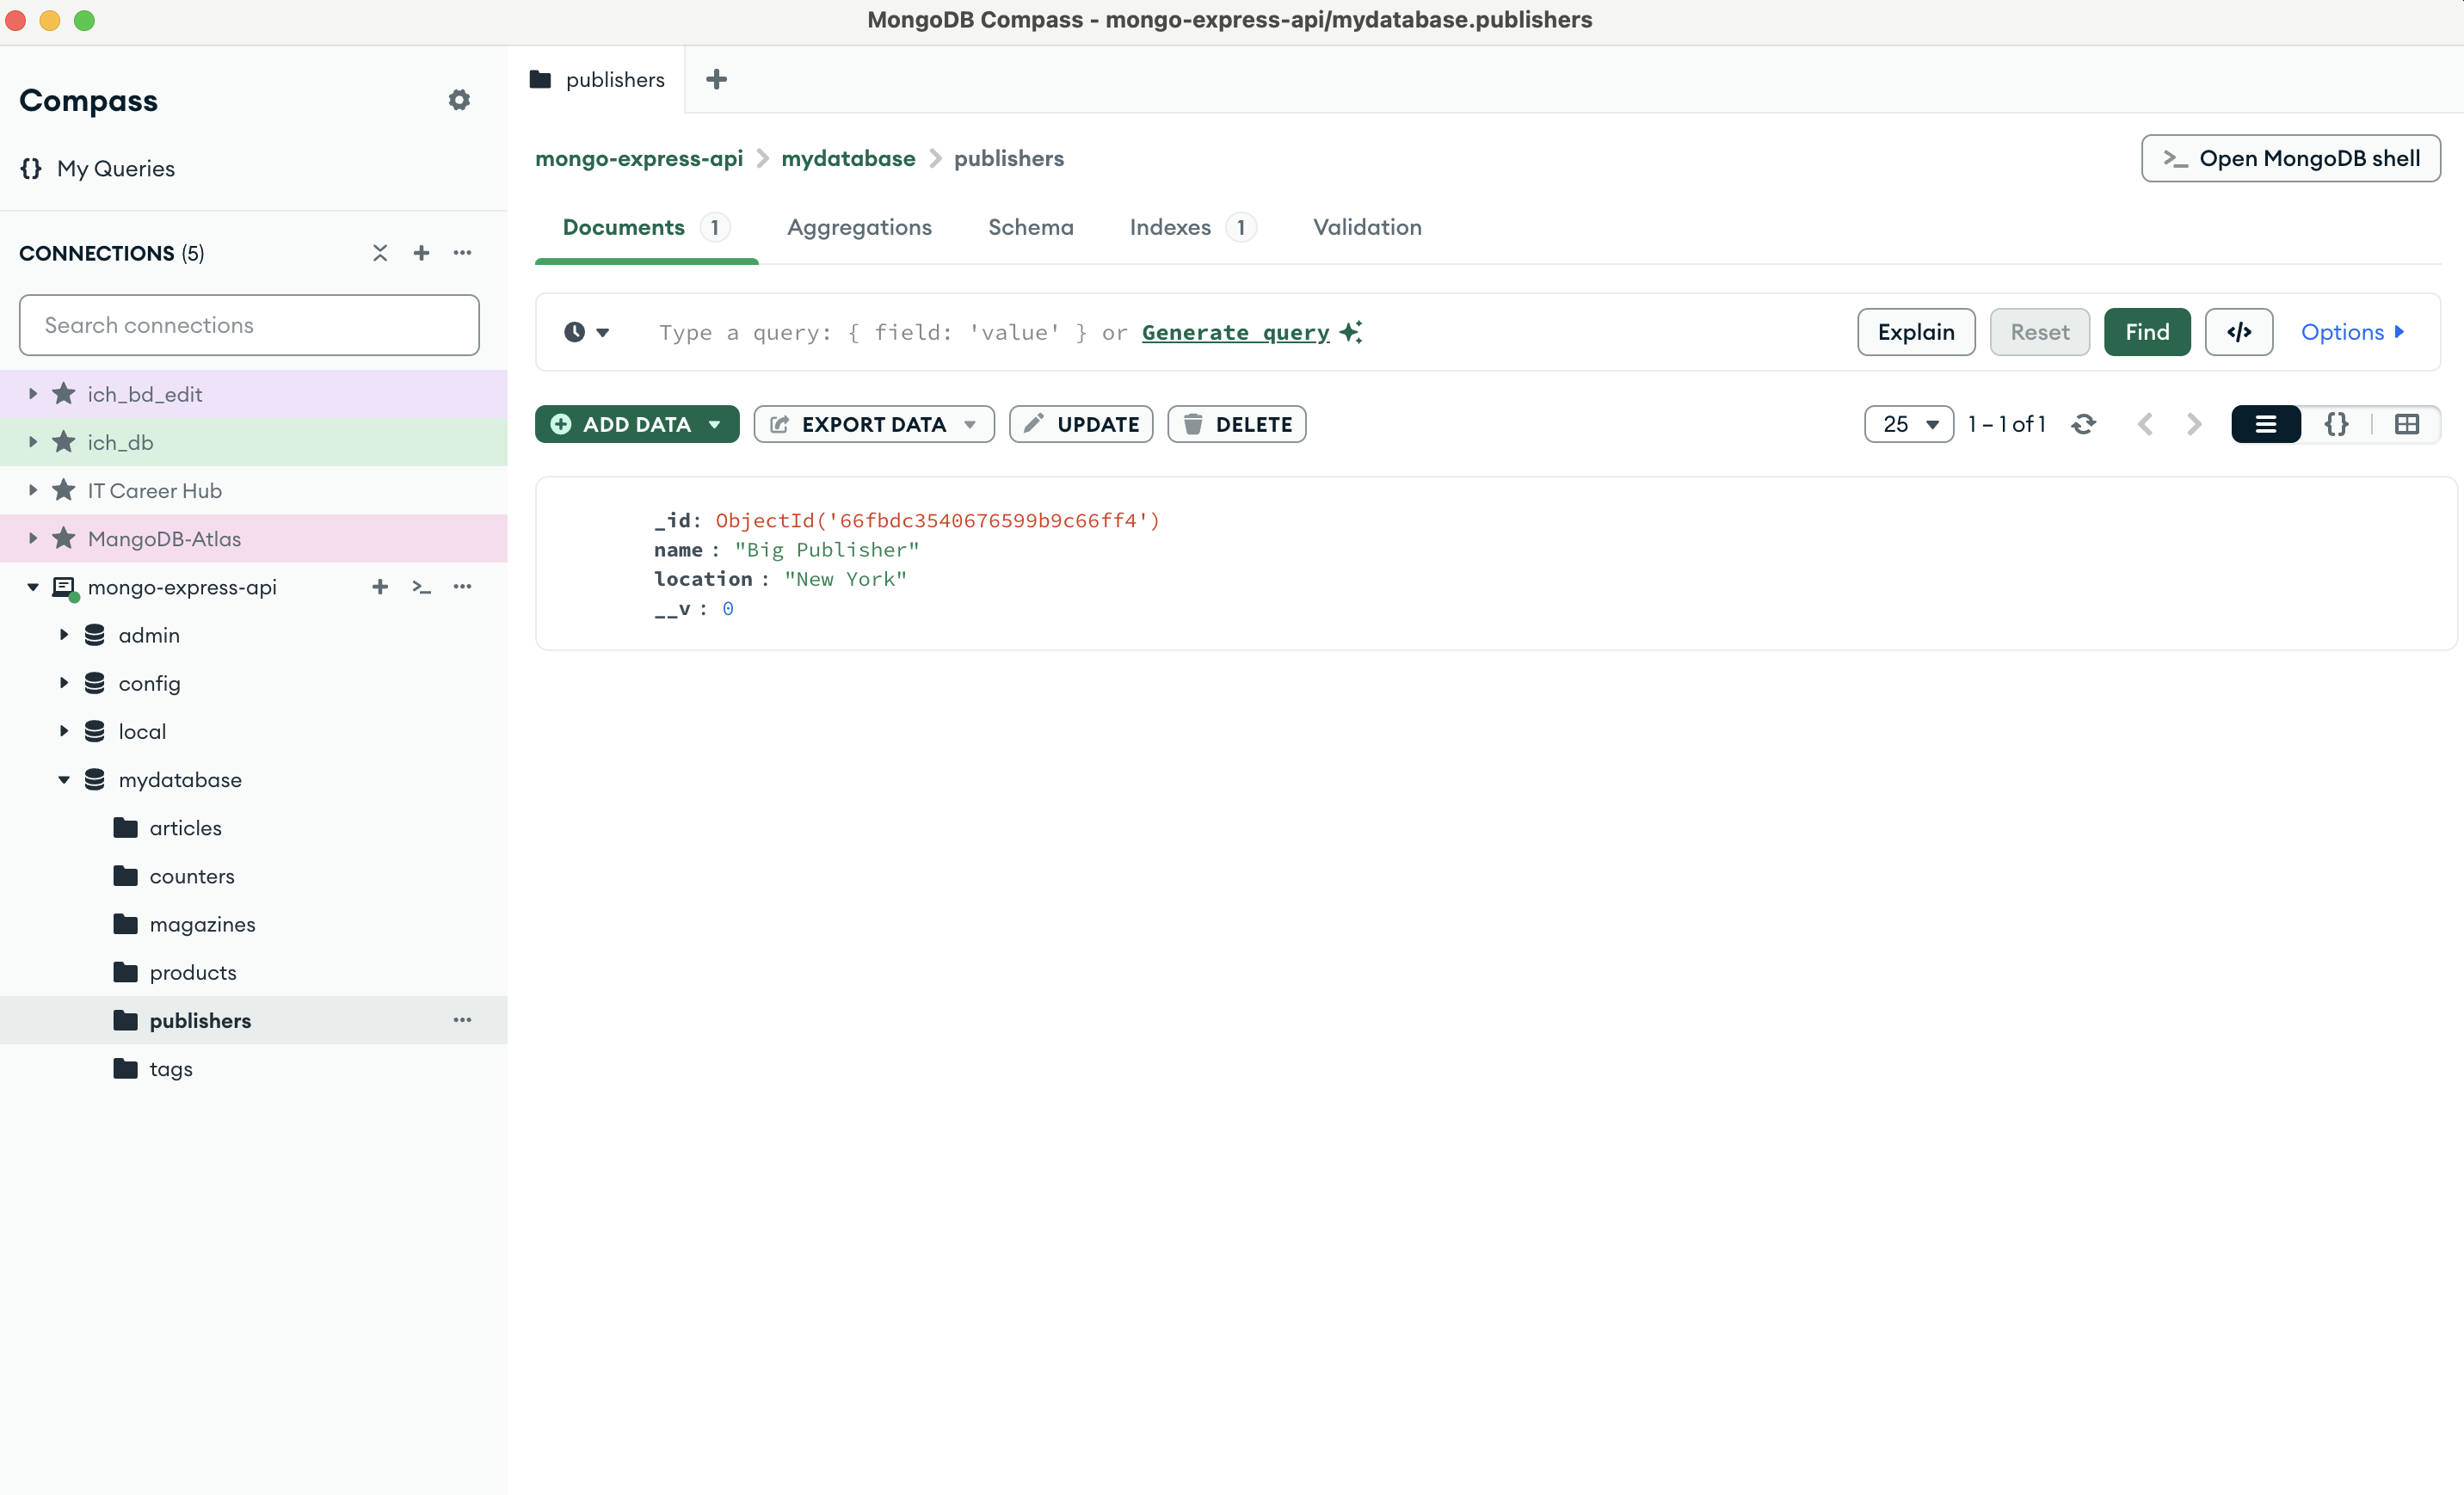 MongoDB Compass - mongo-express-api/mydatabase.publishers
Compass
{} My Queries
CONNECTIONS (5)
Search connections
ich_bd_edit
ich_db
IT Career Hub
MangoDB-Atlas
mongo-express-api
admin
config
local
mydatabase
articles
counters
magazines
products
publishers
tags
publishers
mongo-express-api > mydatabase > publishers
>_ Open MongoDB shell
Documents 1 Aggregations Schema Indexes 1 Validation
Type a query: { field: 'value' } or Generate query
Explain Reset Find </> Options
ADD DATA EXPORT DATA UPDATE DELETE
25 1 – 1 of 1 {}
_id: ObjectId('66fbdc3540676599b9c66ff4')
name : "Big Publisher"
location : "New York"
__v : 0